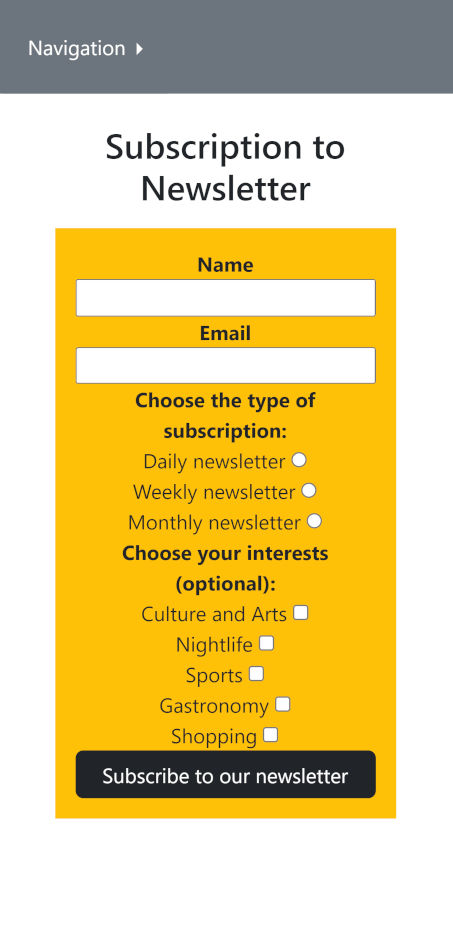 Navigation
Subscription to
Newsletter
Name
Email
Choose the type of
subscription:
Daily newsletter
Weekly newsletter
Monthly newsletter
Choose your interests
(optional):
Culture and Arts
Nightlife
Sports
Gastronomy
Shopping
Subscribe to our newsletter